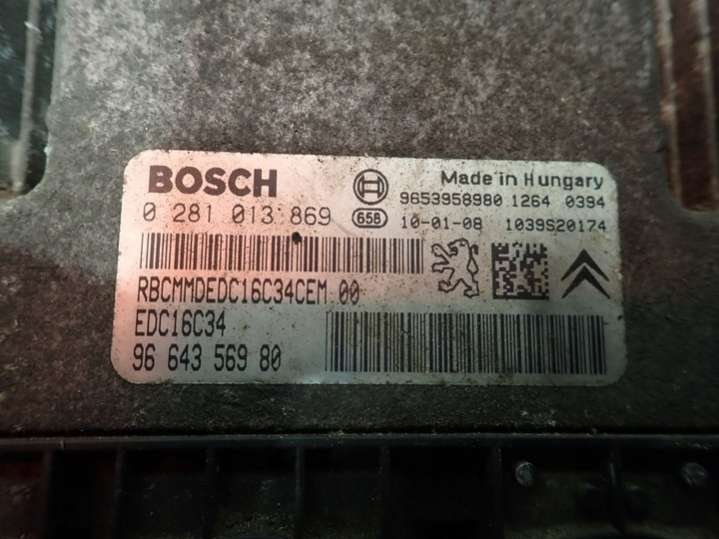 BOSCH
Made in Hungary
9653958980 1264 0394
0 281 013 869
656 10-01-08 1039S20174
RBCMMDEDC16C34CEM 00
EDC16C34
96 643 569 80